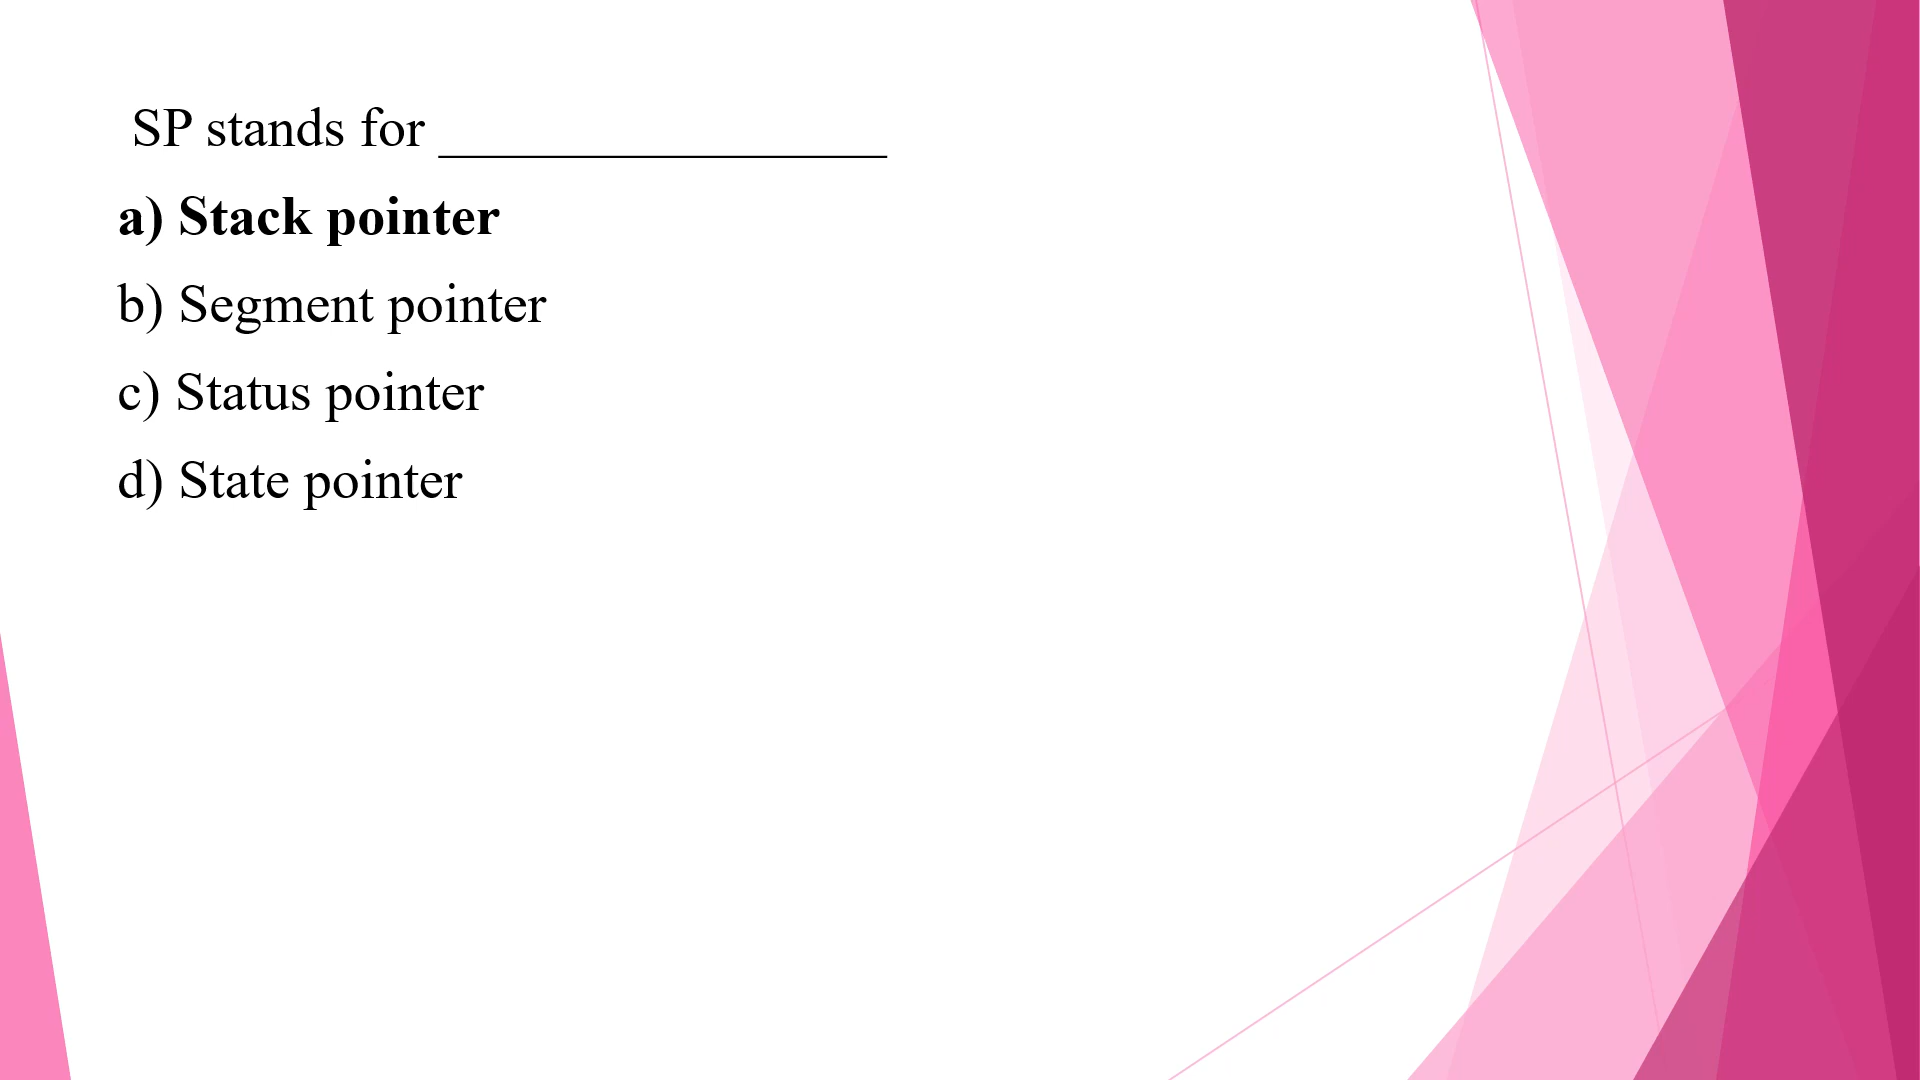 SP stands for ________________
a) Stack pointer
b) Segment pointer
c) Status pointer
d) State pointer